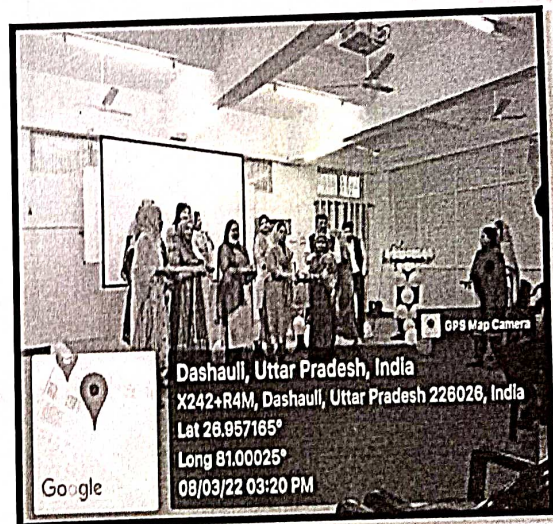 GPS Map Camera
Dashauli, Uttar Pradesh, India
X242+R4M, Dashauli, Uttar Pradesh 226026, India
Lat 26.957165°
Long 81.00025°
08/03/22 03:20 PM
Google